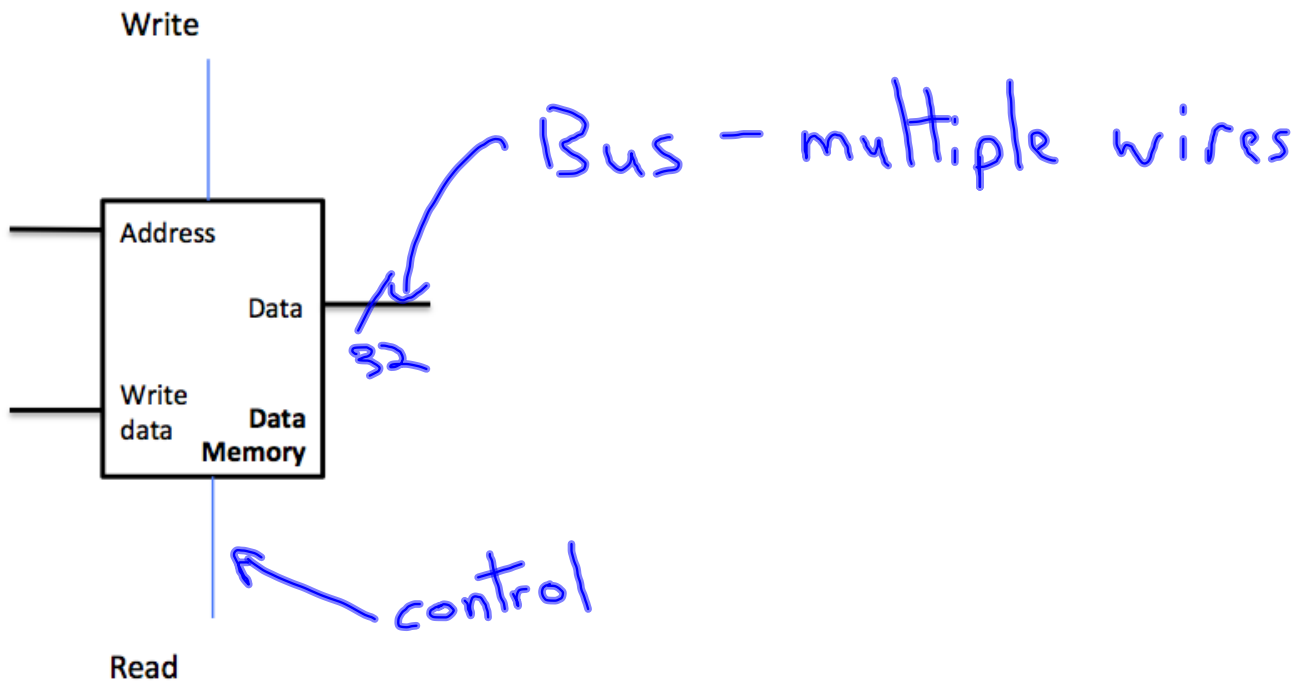 Write
Bus – multiple wires
Address
Data
32
Write
data
Data
Memory
control
Read